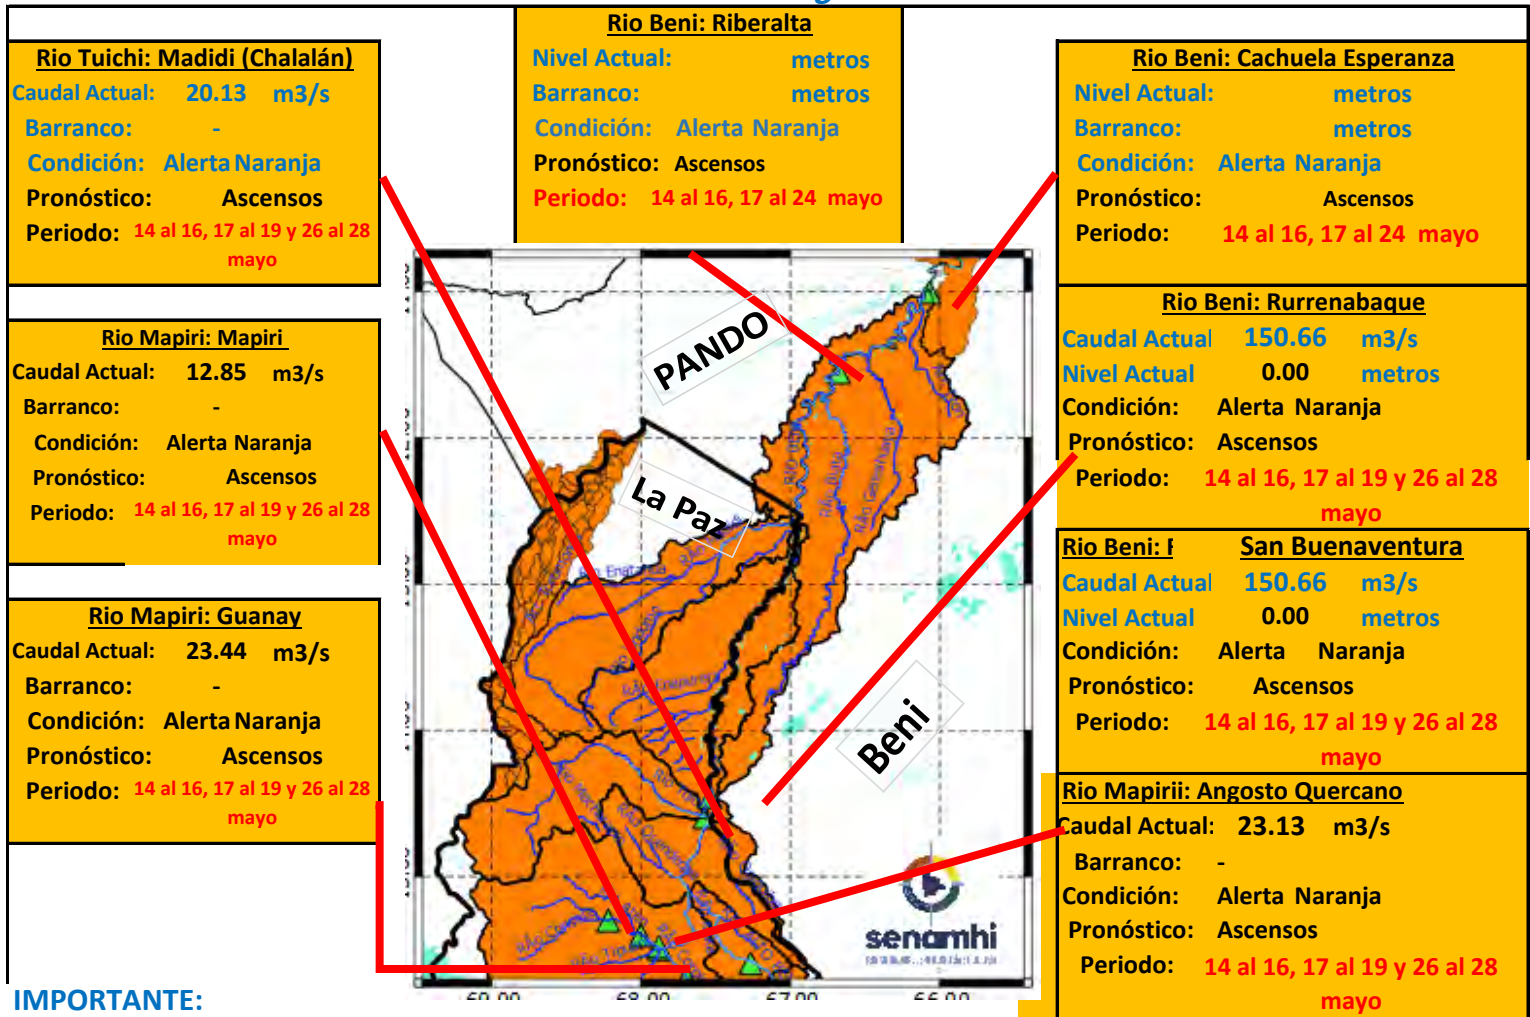 Rio Tuichi: Madidi (Chalalán)
Caudal Actual: 20.13 m3/s
Barranco: -
Condición: Alerta Naranja
Pronóstico: Ascensos
Periodo: 14 al 16, 17 al 19 y 26 al 28
mayo
Rio Mapiri: Mapiri
Caudal Actual: 12.85 m3/s
Barranco: -
Condición: Alerta Naranja
Pronóstico: Ascensos
Periodo: 14 al 16, 17 al 19 y 26 al 28
mayo
Rio Mapiri: Guanay
Caudal Actual: 23.44 m3/s
Barranco: -
Condición: Alerta Naranja
Pronóstico: Ascensos
Periodo: 14 al 16, 17 al 19 y 26 al 28
mayo
Rio Beni: Riberalta
Nivel Actual: metros
Barranco: metros
Condición: Alerta Naranja
Pronóstico: Ascensos
Periodo: 14 al 16, 17 al 24 mayo
PANDO
La Paz
Beni
senamhi
69.00 68.00 67.00 66.00
Rio Beni: Cachuela Esperanza
Nivel Actual: metros
Barranco: metros
Condición: Alerta Naranja
Pronóstico: Ascensos
Periodo: 14 al 16, 17 al 24 mayo
Rio Beni: Rurrenabaque
Caudal Actual 150.66 m3/s
Nivel Actual 0.00 metros
Condición: Alerta Naranja
Pronóstico: Ascensos
Periodo: 14 al 16, 17 al 19 y 26 al 28
mayo
Rio Beni: San Buenaventura
Caudal Actual 150.66 m3/s
Nivel Actual 0.00 metros
Condición: Alerta Naranja
Pronóstico: Ascensos
Periodo: 14 al 16, 17 al 19 y 26 al 28
mayo
Rio Mapirii: Angosto Quercano
Caudal Actual: 23.13 m3/s
Barranco: -
Condición: Alerta Naranja
Pronóstico: Ascensos
Periodo: 14 al 16, 17 al 19 y 26 al 28
mayo
IMPORTANTE: